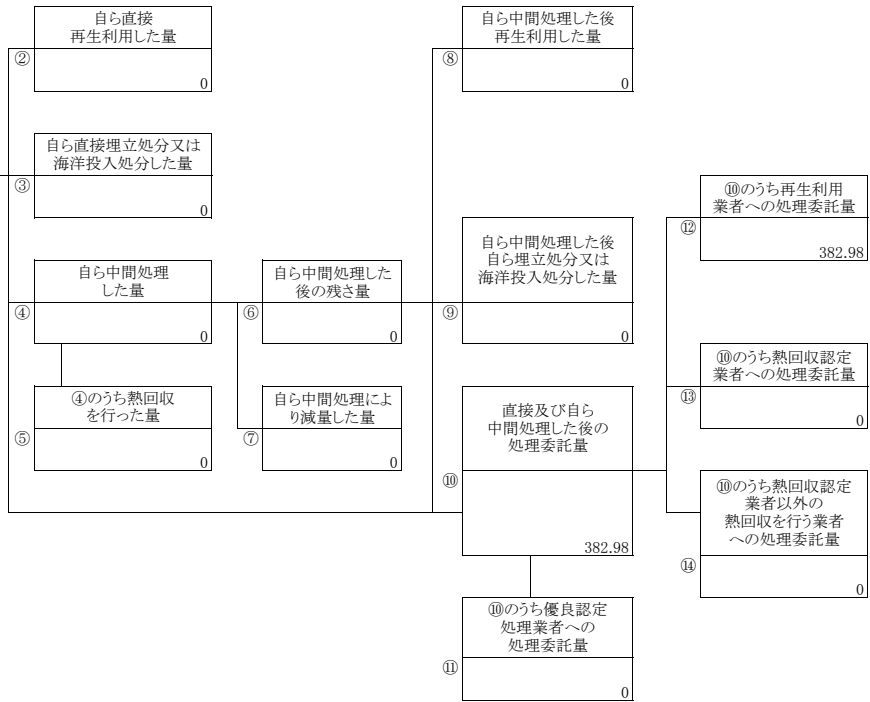 自ら直接
再生利用した量
②
0
自ら直接埋立処分又は
海洋投入処分した量
③
0
自ら中間処理
した量
④
0
④のうち熱回収
を行った量
⑤
0
自ら中間処理した
後の残さ量
⑥
0
自ら中間処理によ
り減量した量
⑦
0
自ら中間処理した後
再生利用した量
⑧
0
自ら中間処理した後
自ら埋立処分又は
海洋投入処分した量
⑨
0
直接及び自ら
中間処理した後の
処理委託量
⑩
382.98
⑩のうち優良認定
処理業者への
処理委託量
⑪
0
⑩のうち再生利用
業者への処理委託量
⑫
382.98
⑩のうち熱回収認定
業者への処理委託量
⑬
0
⑩のうち熱回収認定
業者以外の
熱回収を行う業者
への処理委託量
⑭
0